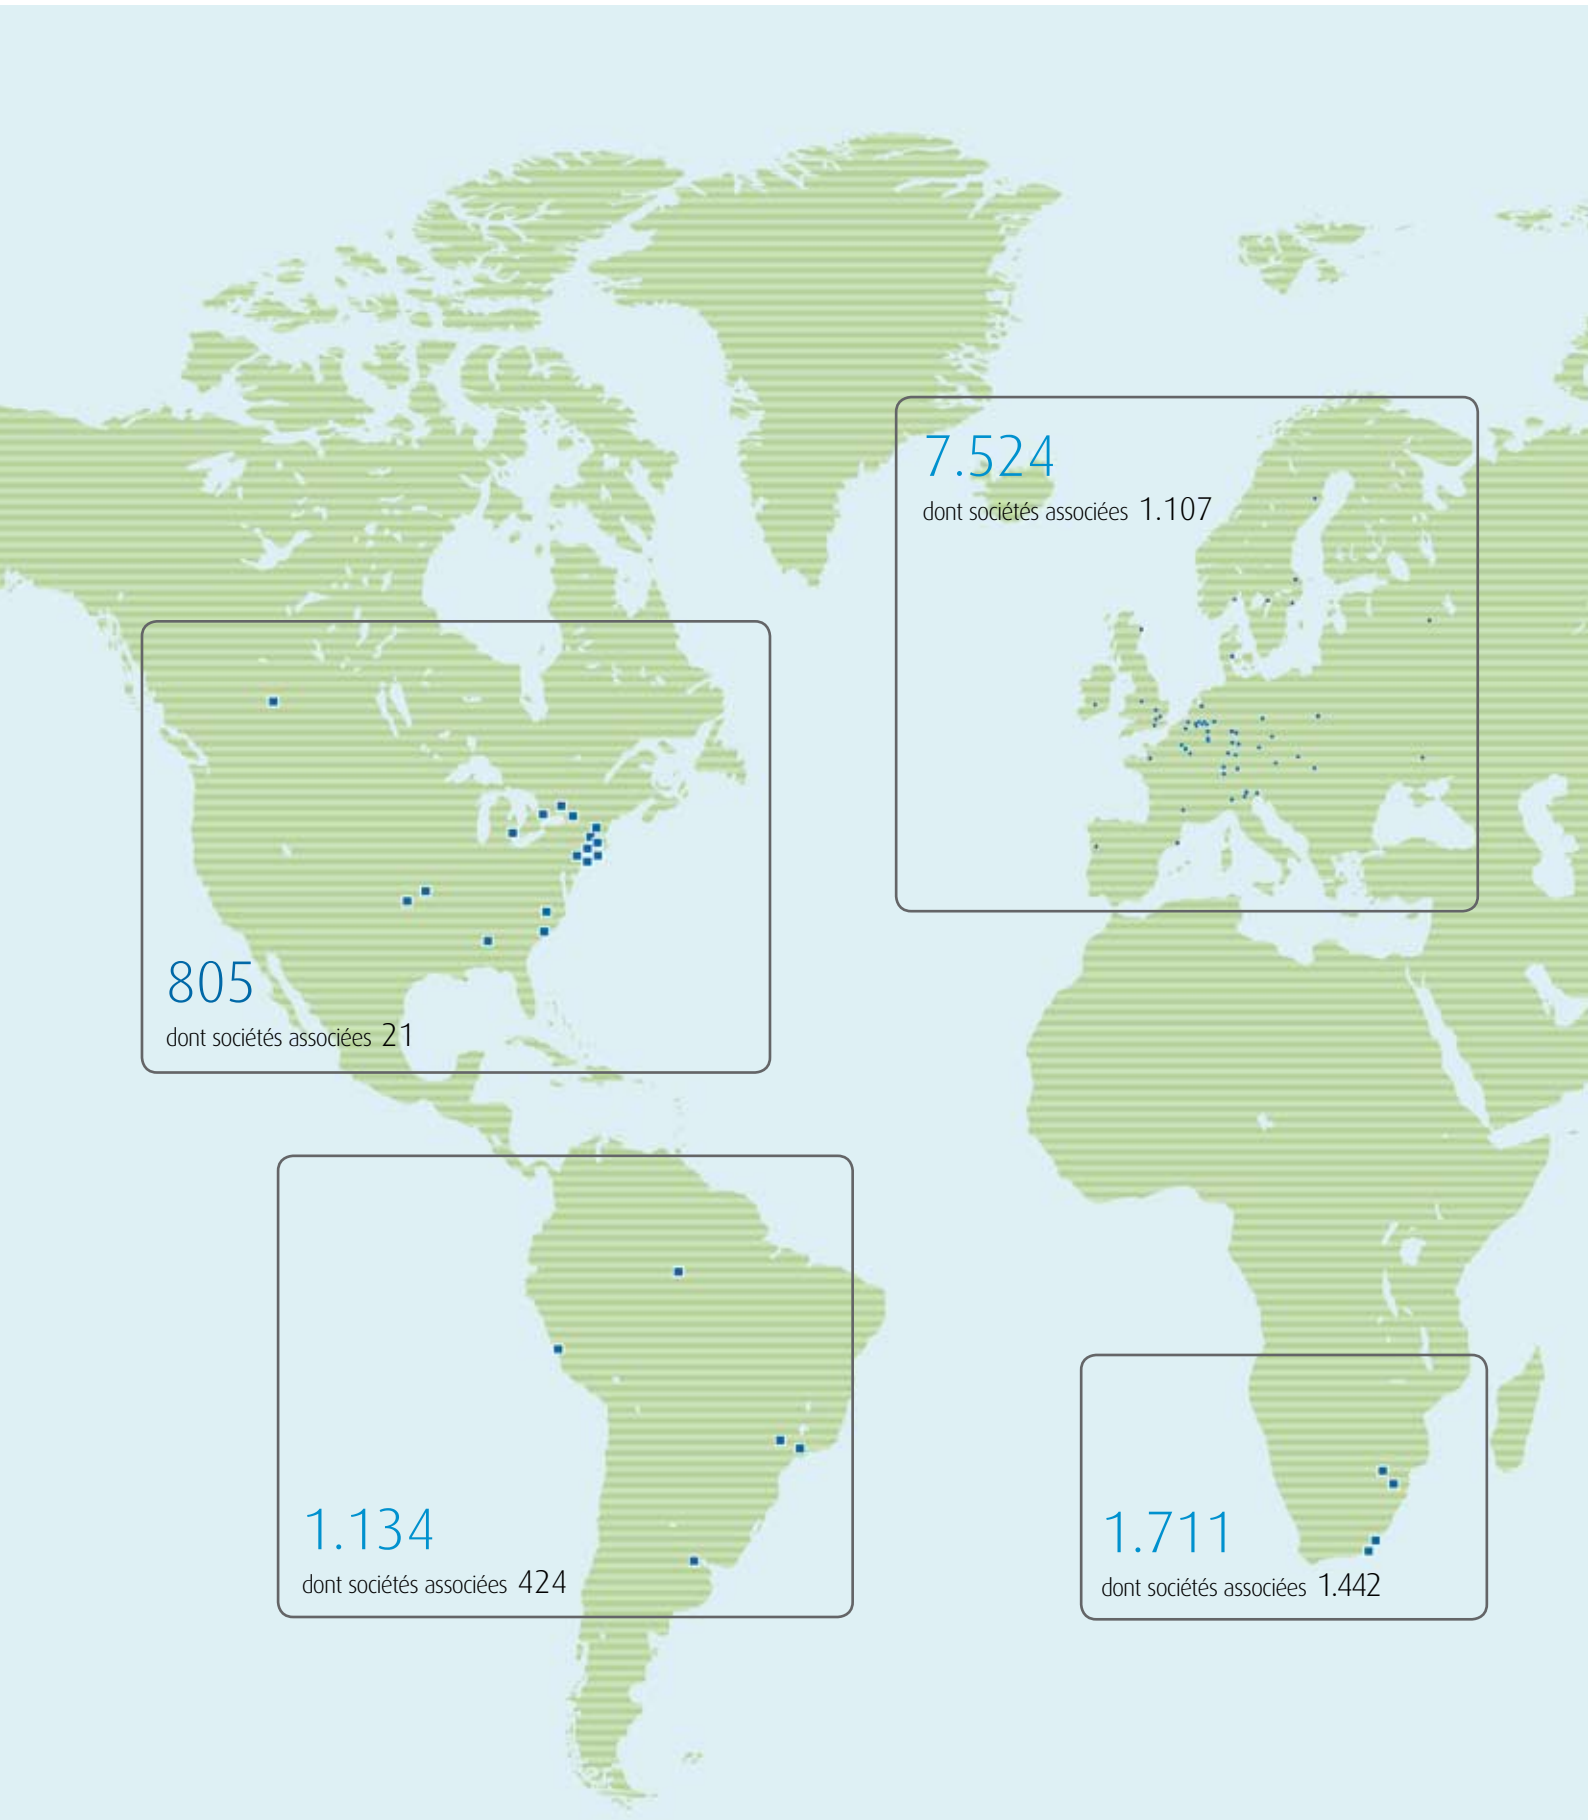 7.524
dont sociétés associées 1.107
805
dont sociétés associées 21
1.134
dont sociétés associées 424
1.711
dont sociétés associées 1.442